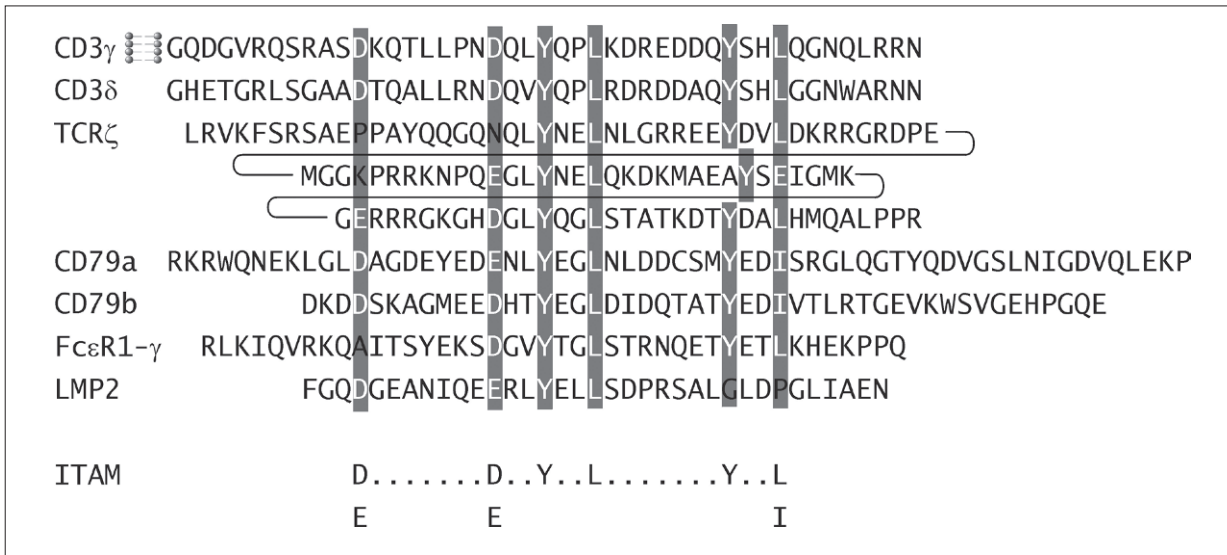 CD3γ GQDGVRQSRASDKQTLLPNDQLYQPLKDREDDQYSHLQGNQLRRN
CD3δ GHETGRLSGAADTQALLRNDQVYQPLRDRDDAQYSHLGGNWARNN
TCRζ LRVKFSRSAEPPAYQQGQNQLYNELNLGRREEYDVLDKRRGRDPE
MGGKPRRKNPQEGLYNELQKDKMAEAYSEIGMK
GERRRGKGHDGLYQGLSTATKDTYDALHMQALPPR
CD79a RKRWQNEKLGLDAGDEYEDENLYEGLNLDDCSMYEDISRGLQGTYQDVGSLNIGDVQLEKP
CD79b DKDDSKAGMEEDHTYEGLDIDQTATYEDIVTLRTGEVKWSVGEHPGQE
FcεR1-γ RLKIQVRKQAITSYEKSDGVYTGLSTRNQETYETLKHEKPPQ
LMP2 FGQDGEANIQEERLYELLSDPRSALGLDPGLIAEN
ITAM D.......D..Y..L.......Y..L
E E I